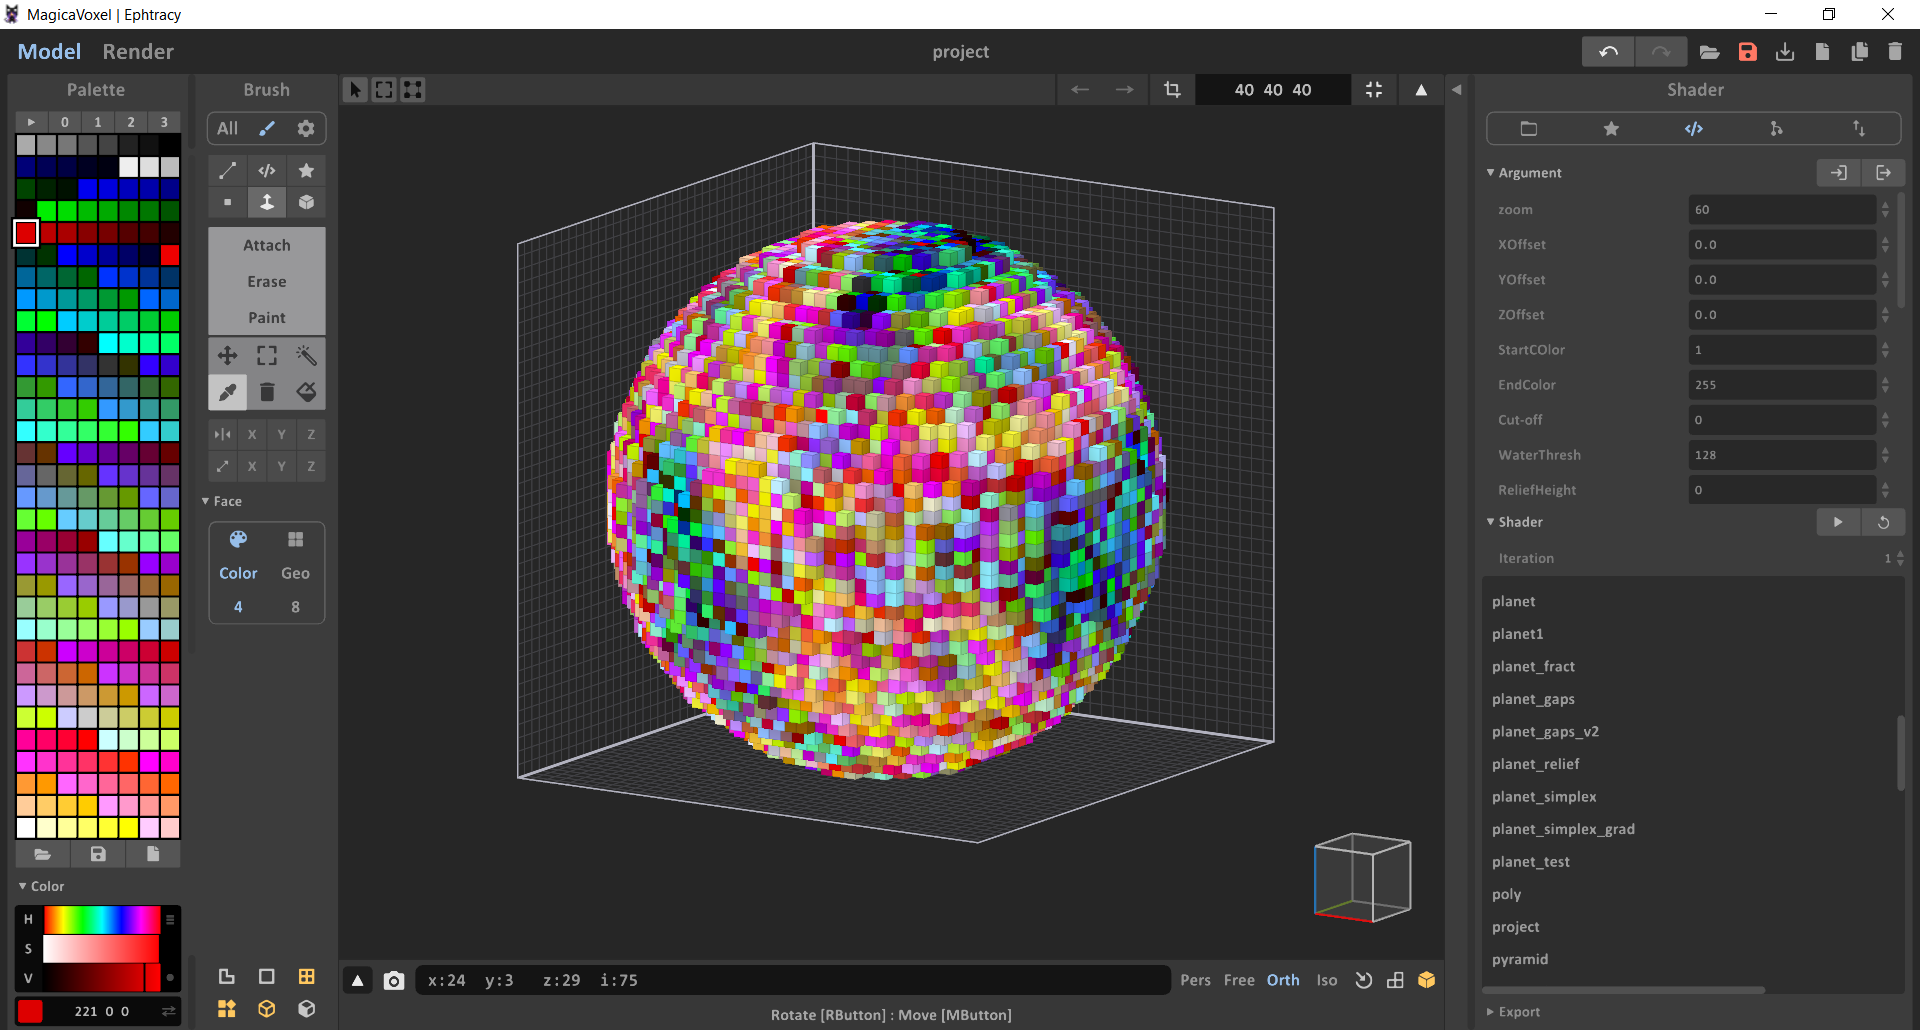 MagicaVoxel | Ephtracy
Model Render project
Palette
0 1 2 3
Color
H
S
V
221 0 0
Brush
All
Attach
Erase
Paint
X Y Z
X Y Z
Face
Color Geo
4 8
40 40 40
x:24 y:3 z:29 i:75
Pers Free Orth Iso
Rotate [RButton] : Move [MButton]
Shader
Argument
zoom 60
XOffset 0.0
YOffset 0.0
ZOffset 0.0
StartCOlor 1
EndColor 255
Cut-off 0
WaterThresh 128
ReliefHeight 0
Shader
Iteration 1
planet
planet1
planet_fract
planet_gaps
planet_gaps_v2
planet_relief
planet_simplex
planet_simplex_grad
planet_test
poly
project
pyramid
Export